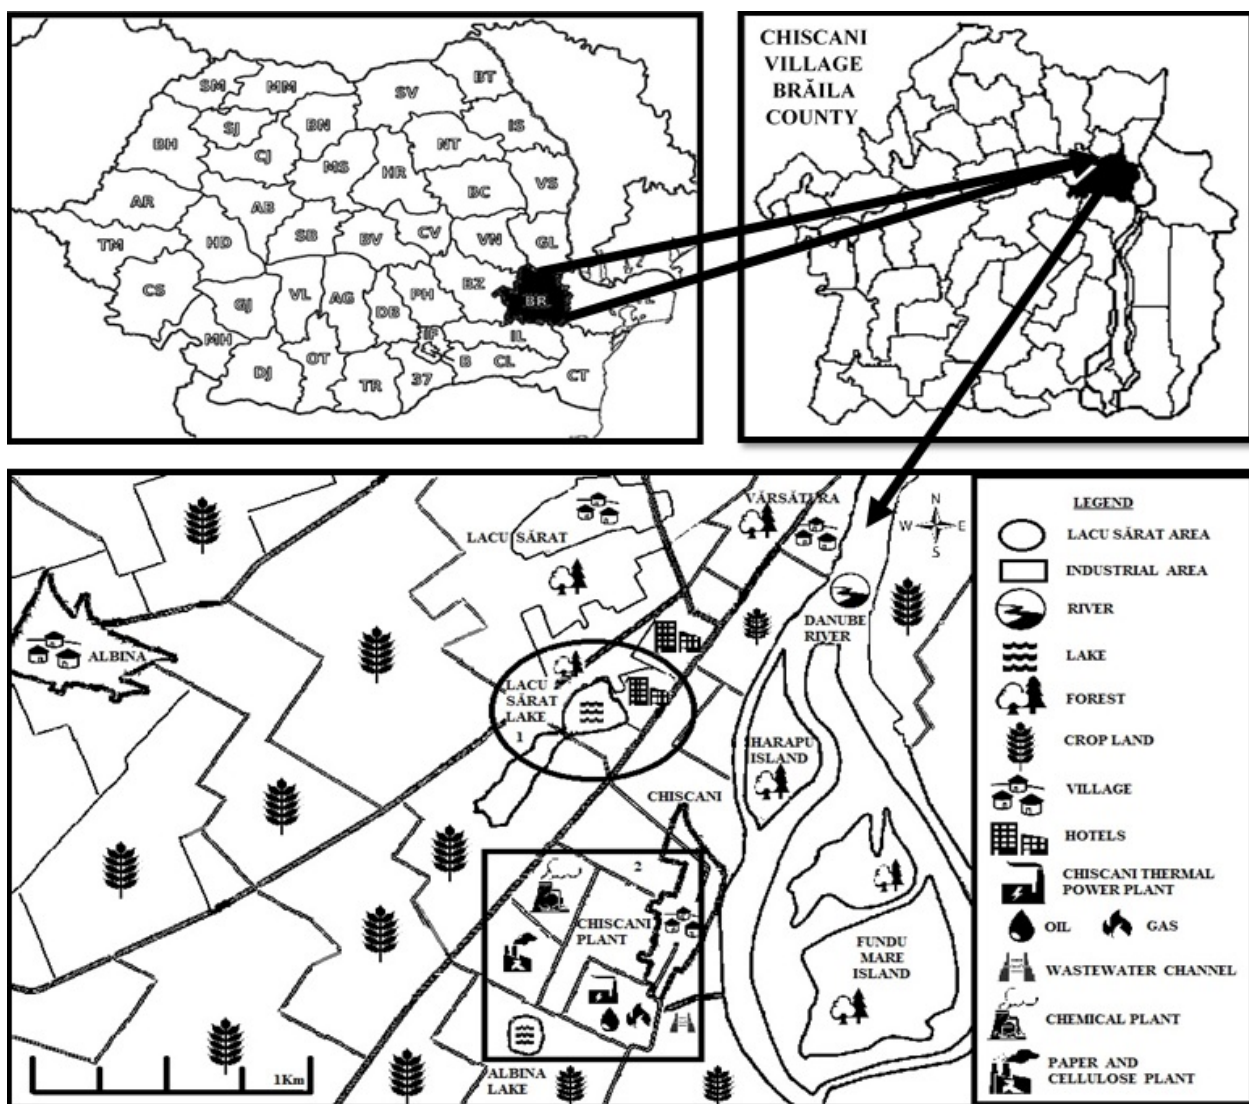 SM
MM
BT
SV
SJ
BN
IS
BH
NT
CJ
MS
HR
VS
BC
AR
AB
TM
HD
SB
BV
CV
VN
GL
CS
BZ
GJ
VL
AG
PH
BR
DB
MH
IF
IL
OT
B
CL
DJ
TR
37
CT
CHISCANI
VILLAGE
BRĂILA
COUNTY
VĂRSĂTURA
LACU SĂRAT
N
W
E
S
DANUBE
RIVER
ALBINA
LACU
SĂRAT
LAKE
1
HARAPU
ISLAND
CHISCANI
2
CHISCANI
PLANT
FUNDU
MARE
ISLAND
1Km
ALBINA
LAKE
LEGEND
LACU SĂRAT AREA
INDUSTRIAL AREA
RIVER
LAKE
FOREST
CROP LAND
VILLAGE
HOTELS
CHISCANI THERMAL
POWER PLANT
OIL
GAS
WASTEWATER CHANNEL
CHEMICAL PLANT
PAPER AND
CELLULOSE PLANT